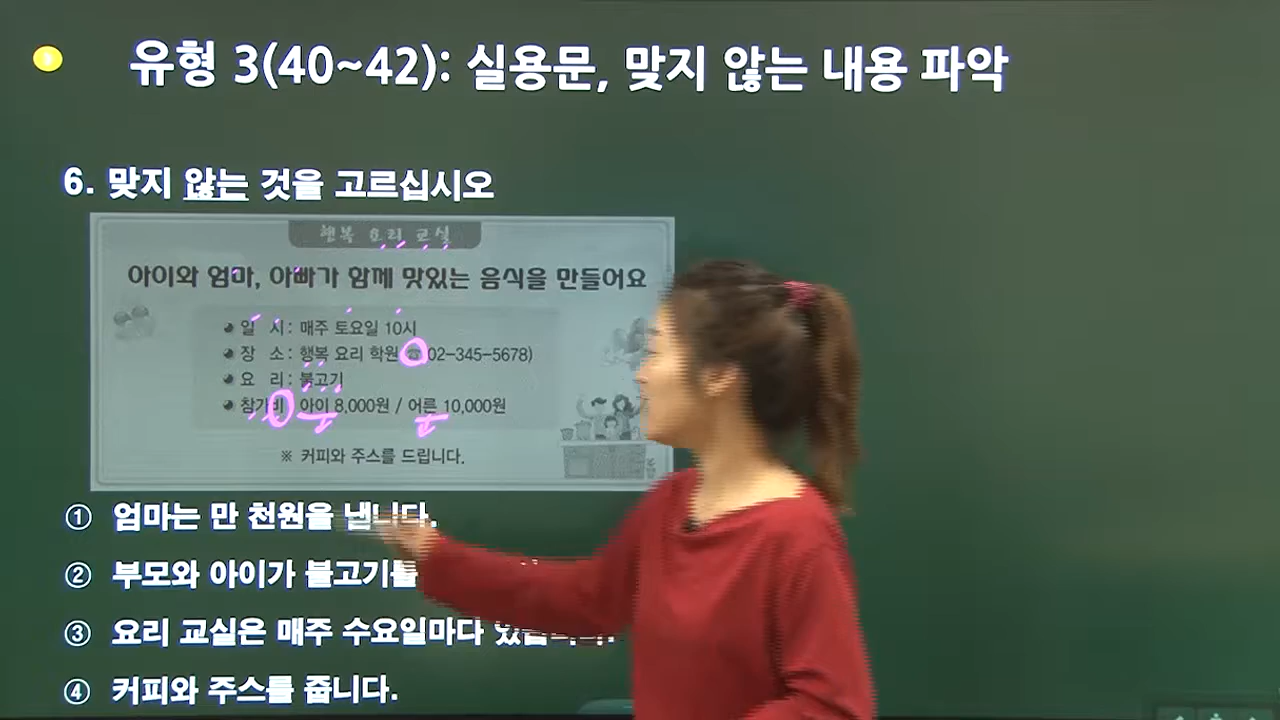 유형 3(40~42): 실용문, 맞지 않는 내용 파악
6. 맞지 않는 것을 고르십시오
행복 요리 교실
아이와 엄마, 아빠가 함께 맛있는 음식을 만들어요
일 시 : 매주 토요일 10시
장 소 : 행복 요리 학원 ☎ 02-345-5678)
요 리 : 불고기
참가비 아이 8,000원 / 어른 10,000원
※ 커피와 주스를 드립니다.
① 엄마는 만 천원을 냅니다.
② 부모와 아이가 불고기를
③ 요리 교실은 매주 수요일마다
④ 커피와 주스를 줍니다.